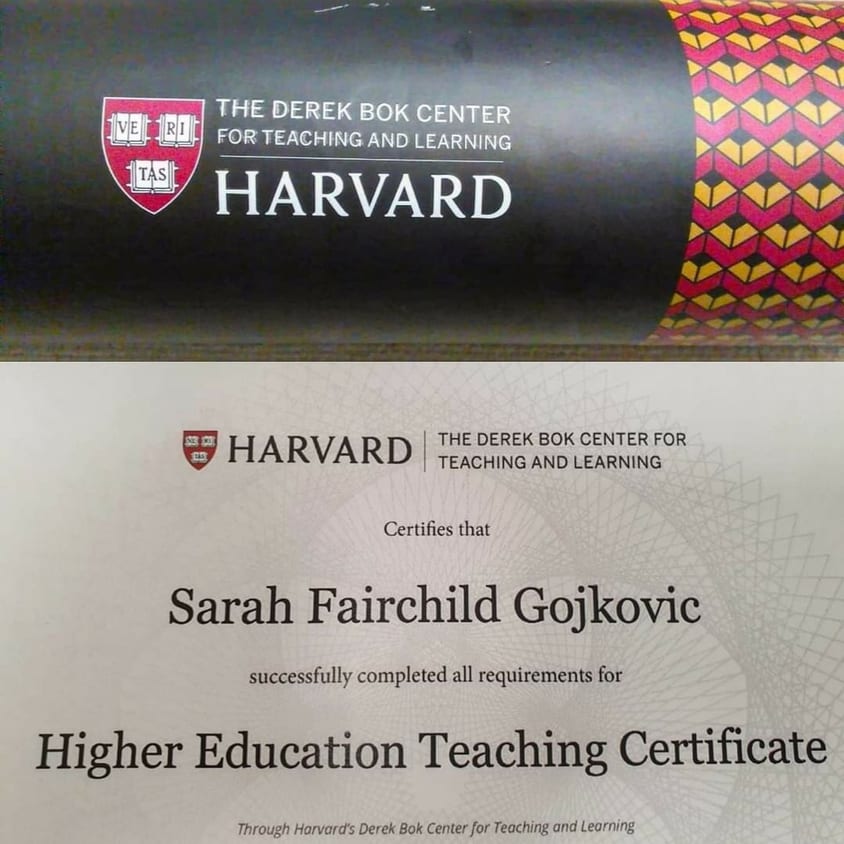 VE RI
TAS
THE DEREK BOK CENTER
FOR TEACHING AND LEARNING
HARVARD
VE RI
TAS
HARVARD
THE DEREK BOK CENTER FOR
TEACHING AND LEARNING
Certifies that
Sarah Fairchild Gojkovic
successfully completed all requirements for
Higher Education Teaching Certificate
Through Harvard's Derek Bok Center for Teaching and Learning